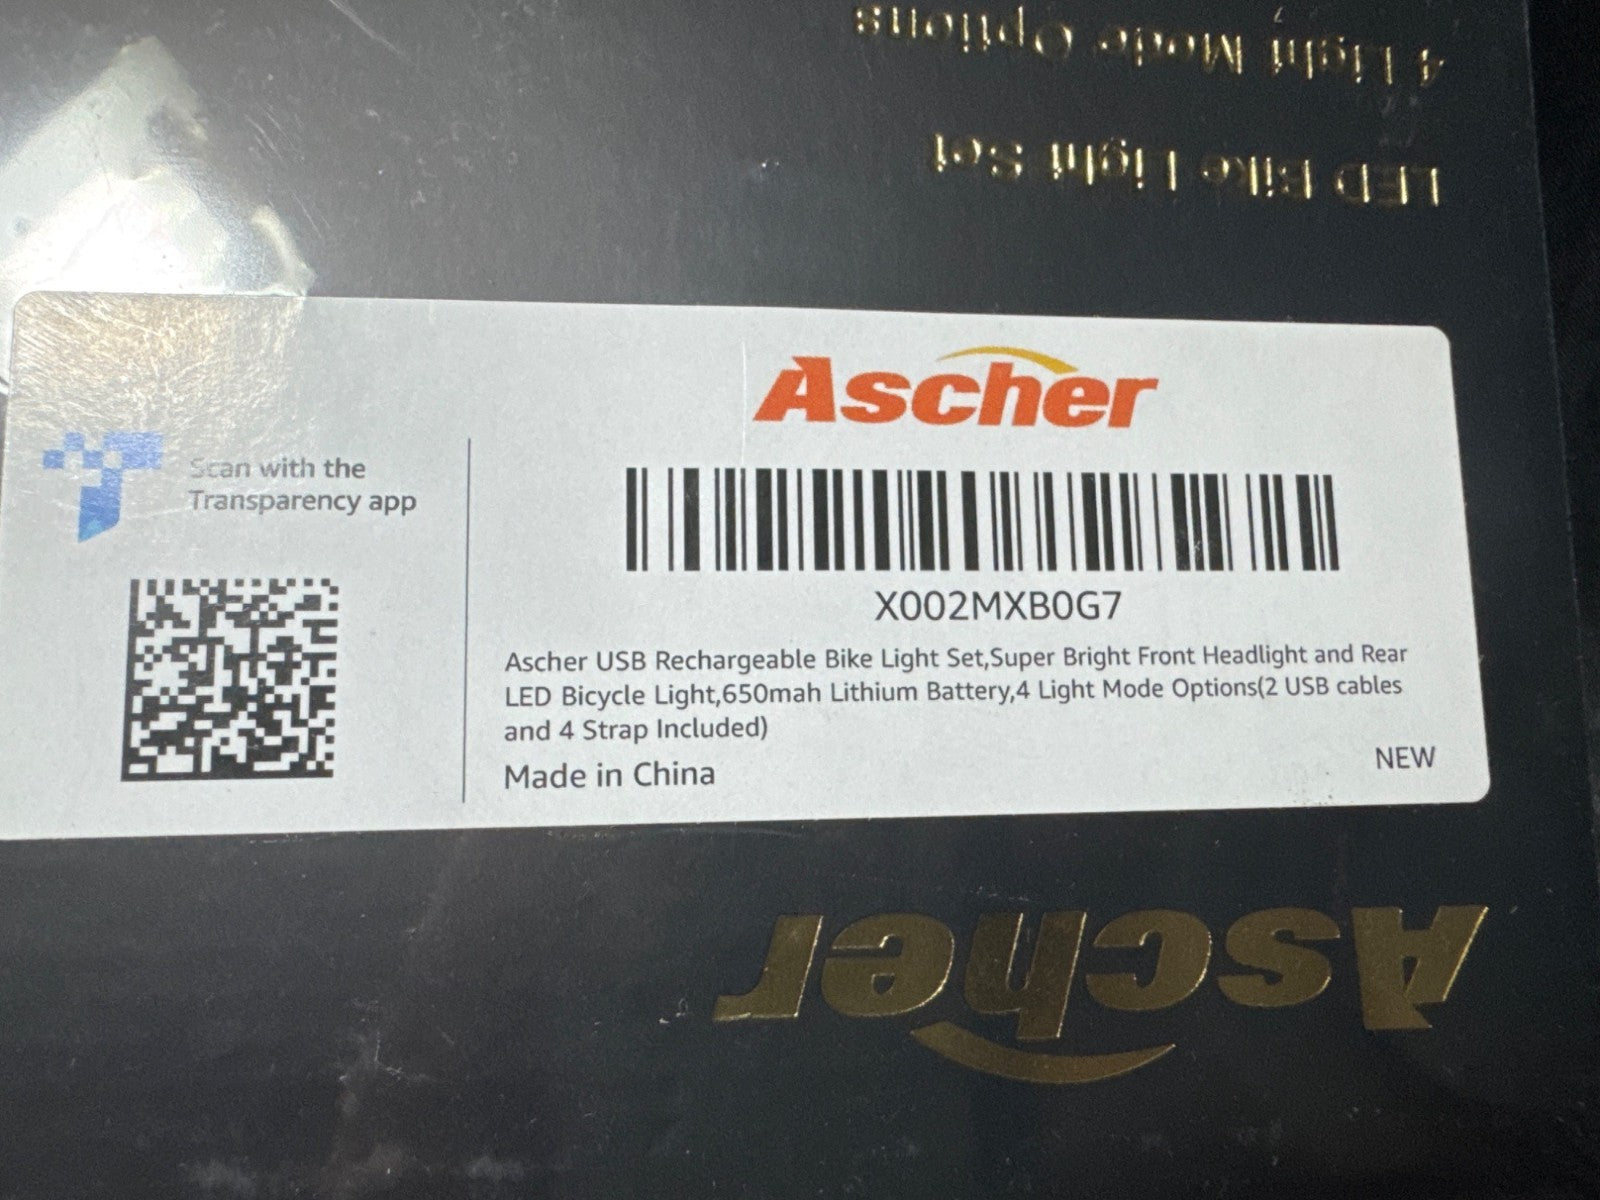 4 Light Mode Options
LED Bike Light Set
Ascher
Scan with the
Transparency app
X002MXB0G7
Ascher USB Rechargeable Bike Light Set,Super Bright Front Headlight and Rear
LED Bicycle Light,650mah Lithium Battery,4 Light Mode Options(2 USB cables
and 4 Strap Included)
Made in China
NEW
Ascher